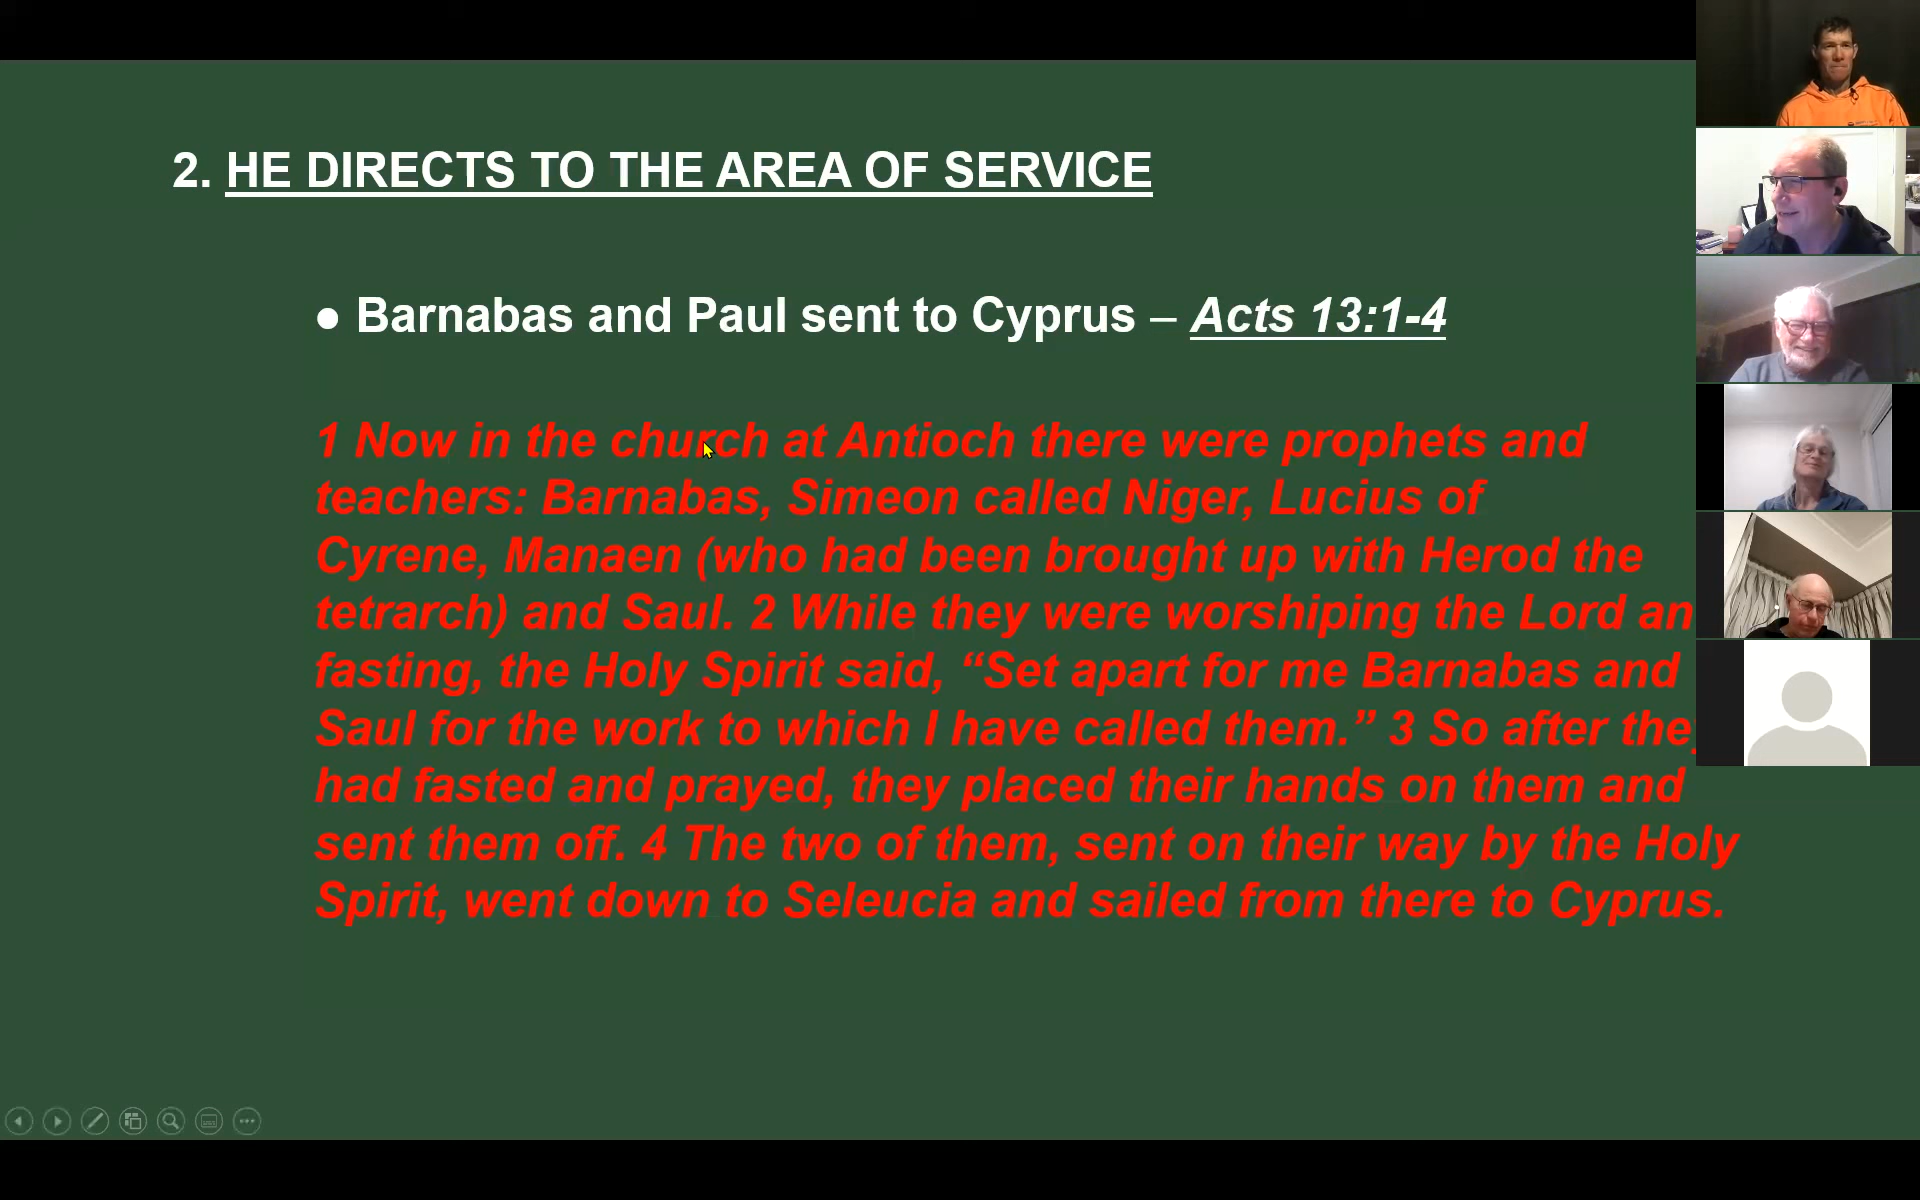 2. HE DIRECTS TO THE AREA OF SERVICE
● Barnabas and Paul sent to Cyprus – Acts 13:1-4
1 Now in the church at Antioch there were prophets and
teachers: Barnabas, Simeon called Niger, Lucius of
Cyrene, Manaen (who had been brought up with Herod the
tetrarch) and Saul. 2 While they were worshiping the Lord an
fasting, the Holy Spirit said, “Set apart for me Barnabas and
Saul for the work to which I have called them.” 3 So after they
had fasted and prayed, they placed their hands on them and
sent them off. 4 The two of them, sent on their way by the Holy
Spirit, went down to Seleucia and sailed from there to Cyprus.